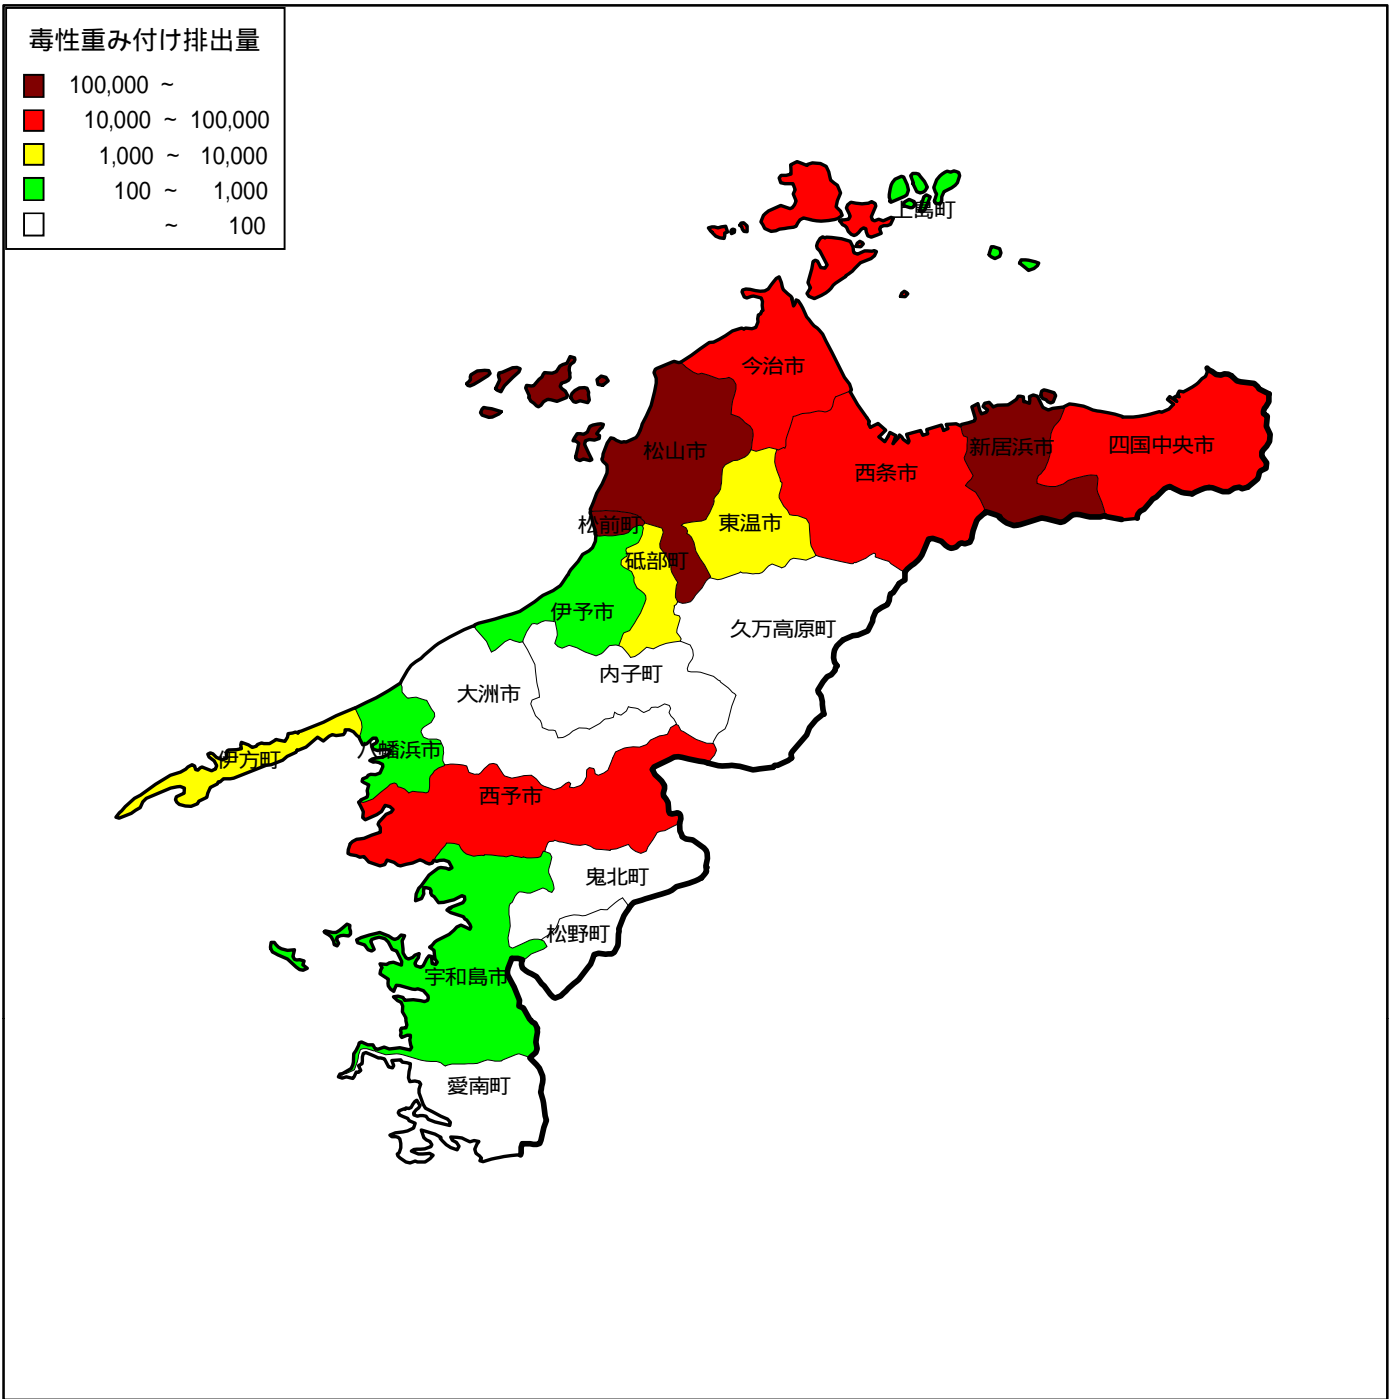 毒性重み付け排出量
100,000 ~
10,000 ~ 100,000
1,000 ~ 10,000
100 ~ 1,000
~ 100
上島町
今治市
松山市
新居浜市
四国中央市
西条市
松前町
東温市
砥部町
伊予市
久万高原町
内子町
大洲市
八幡浜市
伊方町
西予市
鬼北町
松野町
宇和島市
愛南町